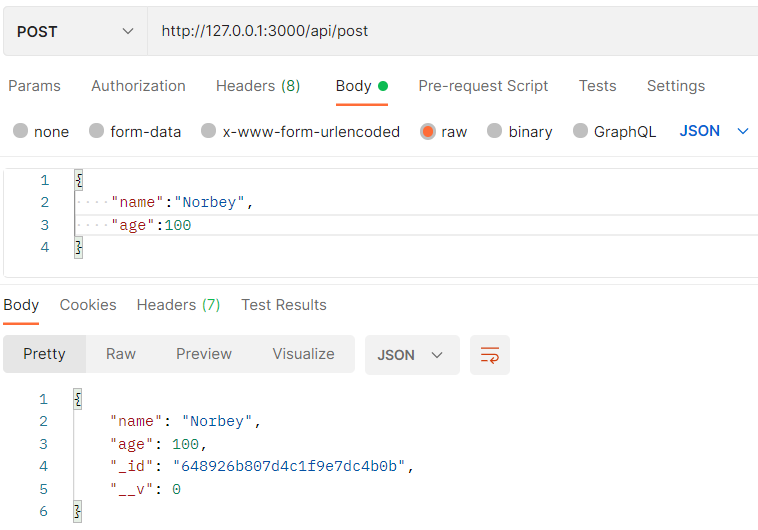 POST http://127.0.0.1:3000/api/post
Params Authorization Headers (8) Body Pre-request Script Tests Settings
none form-data x-www-form-urlencoded raw binary GraphQL JSON
1 {
2 "name":"Norbey",
3 "age":100
4 }
Body Cookies Headers (7) Test Results
Pretty Raw Preview Visualize JSON
1 {
2 "name": "Norbey",
3 "age": 100,
4 "_id": "648926b807d4c1f9e7dc4b0b",
5 "__v": 0
6 }